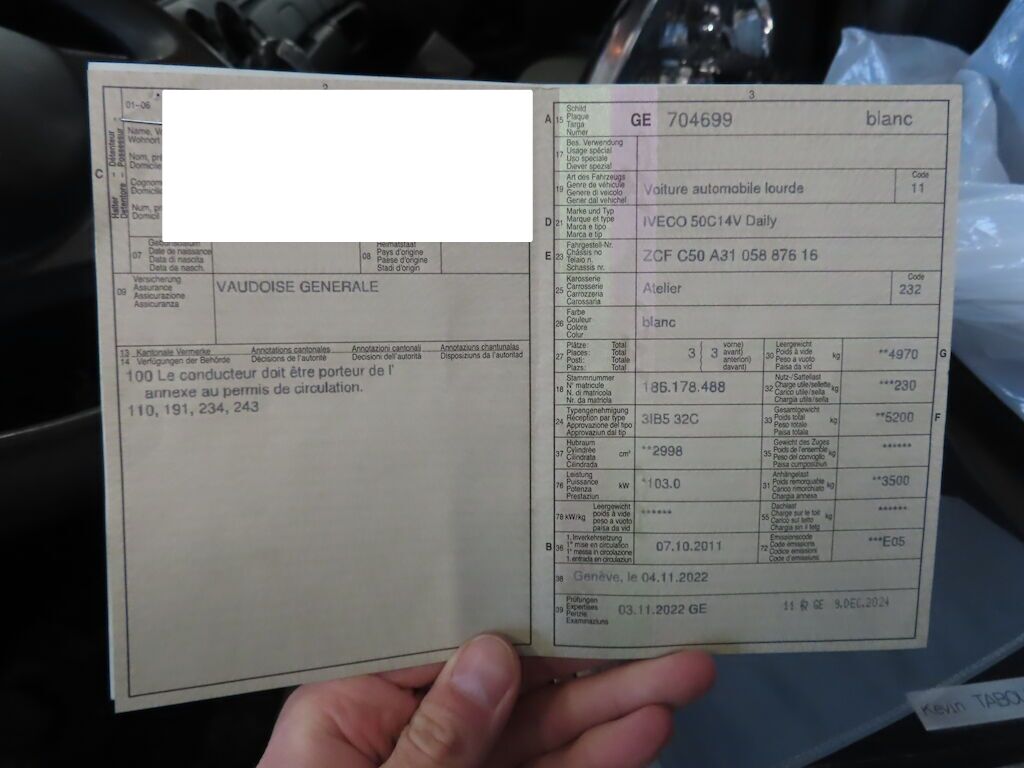 2
01-06
C
Halter - Détenteur
Detentore - Possessur
Name, V
Wohnort
Nom, pr
Domicile
Cognom
Domicil
Num, pr
Domicil
07
Geburtsdatum
Date de naissance
Data di nascita
Data da nasch.
08
Heimatstaat
Pays d'origine
Paese d'origine
Stadi d'origin
09
Versicherung
Assurance
Assicurazione
Assicuranza
VAUDOISE GENERALE
13 Kantonale Vermerke Annotations cantonales Annotazioni cantonali Annotaziuns chantunalas
14 Verfügungen der Behörde Décisions de l'autorité Decisioni dell'autorità Disposiziuns da l'autoritad
100 Le conducteur doit être porteur de l'
annexe au permis de circulation.
110, 191, 234, 243
3
A 15
Schild
Plaque
Targa
Numer
GE 704699 blanc
17
Bes. Verwendung
Usage spécial
Uso speciale
Diever spezial
19
Art des Fahrzeugs
Genre de véhicule
Genere di veicolo
Gener dal vehichel
Voiture automobile lourde
Code
11
D 21
Marke und Typ
Marque et type
Marca e tipo
Marca e tip
IVECO 50C14V Daily
E 23
Fahrgestell-Nr.
Châssis no
Telaio n.
Schassis nr.
ZCF C50 A31 058 876 16
25
Karosserie
Carrosserie
Carrozzeria
Carossaria
Atelier
Code
232
26
Farbe
Couleur
Colore
Colur
blanc
27
Plätze: Total
Places: Total
Posti: Totale
Plazs: Total
3 3
vorne)
avant)
anteriori)
davant)
30
Leergewicht
Poids à vide
Peso a vuoto
Paisa da vid
kg
**4970
G
18
Stammnummer
N° matricule
N. di matricola
Nr. da matricla
186.178.488
32
Nutz-/Sattellast
Charge utile/sellette
Carico utile/sella
Chargia utila/sella
kg
***230
24
Typengenehmigung
Réception par type
Approvazione del tipo
Approvaziun dal tip
3IB5 32C
33
Gesamtgewicht
Poids total
Peso totale
Paisa totala
kg
**5200
F
37
Hubraum
Cylindrée
Cilindrata
Cilindrada
cm³
**2998
35
Gewicht des Zuges
Poids de l'ensemble
Peso del convoglio
Paisa cumposiziun
kg
******
76
Leistung
Puissance
Potenza
Prestaziun
kW
*103.0
31
Anhängelast
Poids remorquable
Carico rimorchiato
Chargia annexa
kg
**3500
78 kW/kg
Leergewicht
poids à vide
peso a vuoto
paisa da vid
******
55
Dachlast
Charge sur le toit
Carico sul tetto
Chargia sin il tetg
kg
******
B 36
1. Inverkehrsetzung
1re mise en circulation
1a messa in circolazione
1. entrada en circulaziun
07.10.2011
72
Emissionscode
Code émissions
Codice emissioni
Code d'emissiuns
***E05
38 Genève, le 04.11.2022
39
Prüfungen
Expertises
Perizie
Examinaziuns
03.11.2022 GE
11 GE 9.DEC.2024
Kevin TABOU